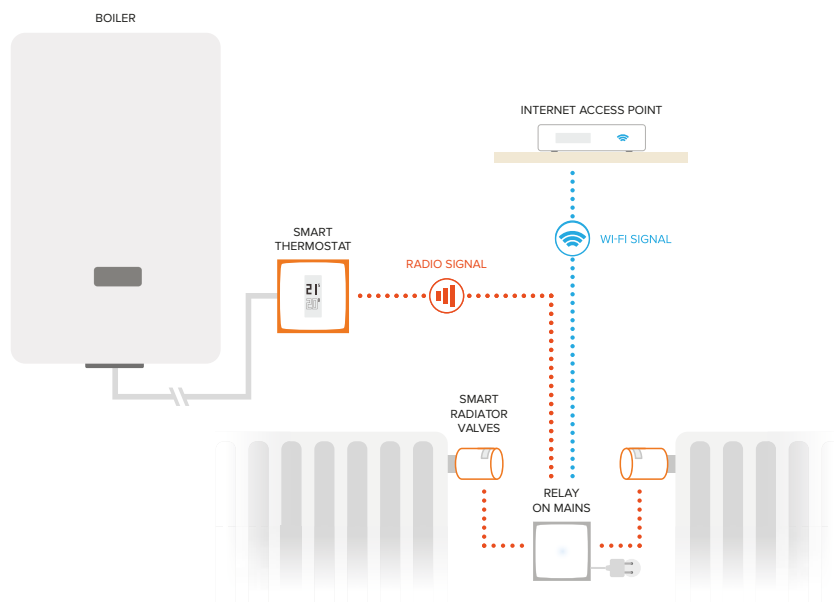 BOILER
INTERNET ACCESS POINT
WI-FI SIGNAL
SMART
THERMOSTAT
RADIO SIGNAL
21
SMART
RADIATOR
VALVES
RELAY
ON MAINS